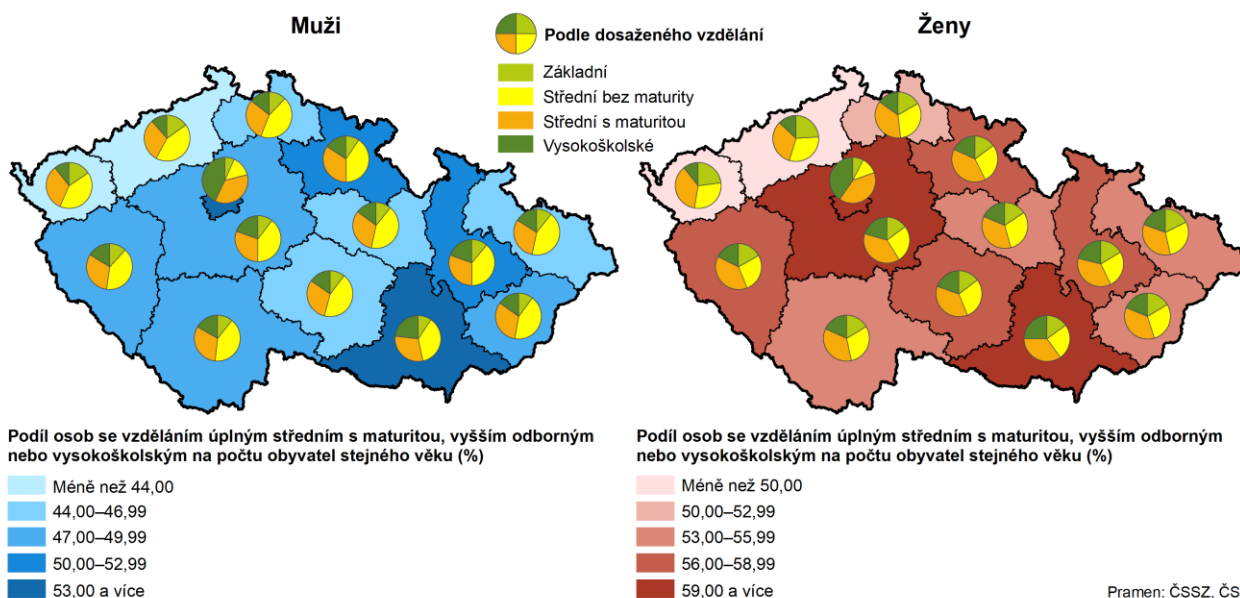 Muži
Podle dosaženého vzdělání
Základní
Střední bez maturity
Střední s maturitou
Vysokoškolské
Ženy
Podíl osob se vzděláním úplným středním s maturitou, vyšším odborným
nebo vysokoškolským na počtu obyvatel stejného věku (%)
Méně než 44,00
44,00–46,99
47,00–49,99
50,00–52,99
53,00 a více
Podíl osob se vzděláním úplným středním s maturitou, vyšším odborným
nebo vysokoškolským na počtu obyvatel stejného věku (%)
Méně než 50,00
50,00–52,99
53,00–55,99
56,00–58,99
59,00 a více
Pramen: ČSSZ, ČS